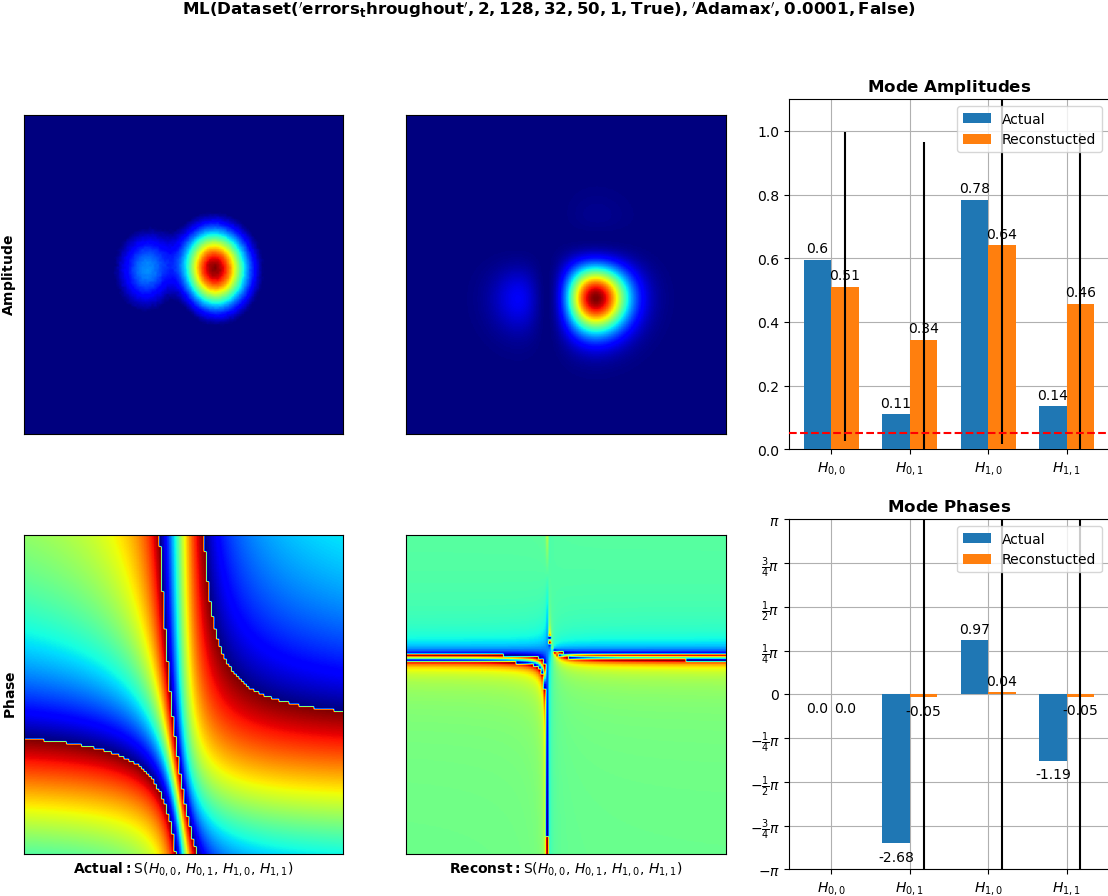 ML(Dataset('errors_throughout', 2, 128, 32, 50, 1, True), 'Adamax', 0.0001, False)
Mode Amplitudes
Amplitude
1.0
0.8
0.6
0.4
0.2
0.0
Actual
Reconstucted
0.6
0.51
0.11
0.34
0.78
0.64
0.14
0.46
H0,0
H0,1
H1,0
H1,1
Mode Phases
Phase
π
3/4π
1/2π
1/4π
0
−1/4π
−1/2π
−3/4π
−π
Actual
Reconstucted
0.0
0.0
-2.68
-0.05
0.97
0.04
-1.19
-0.05
H0,0
H0,1
H1,0
H1,1
Actual: S(H0,0, H0,1, H1,0, H1,1)
Reconst: S(H0,0, H0,1, H1,0, H1,1)